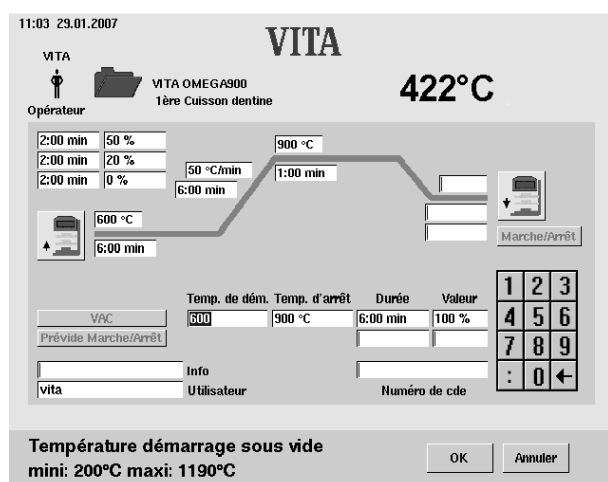 11:03 29.01.2007
VITA
VITA
VITA OMEGA900
1ère Cuisson dentine
422°C
Opérateur
2:00 min 50 %
2:00 min 20 %
2:00 min 0 %
900 °C
50 °C/min
1:00 min
6:00 min
600 °C
6:00 min
Marche/Arrêt
1 2 3
Temp. de dém. Temp. d'arrêt Durée Valeur
VAC
600 900 °C 6:00 min 100 %
4 5 6
Prévide Marche/Arrêt
7 8 9
Info
: 0 ←
vita Utilisateur Numéro de cde
Température démarrage sous vide
mini: 200°C maxi: 1190°C
OK Annuler